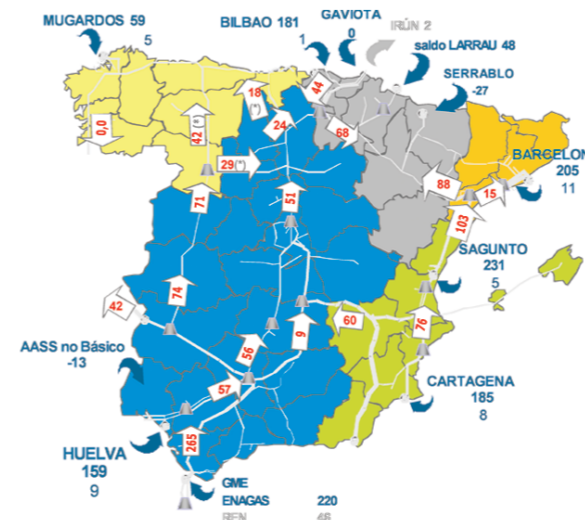 GAVIOTA
0
MUGARDOS 59
5
BILBAO 181
1
IRÚN 2
saldo LARRAU 48
SERRABLO
-27
44
18
(*)
24
68
0,0
42
(*)
29(*)
BARCELON
205
11
88
15
71
51
103
SAGUNTO
231
5
74
42
60
76
9
56
AASS no Básico
-13
57
CARTAGENA
185
8
265
HUELVA
159
9
GME
ENAGAS 220
REN 46